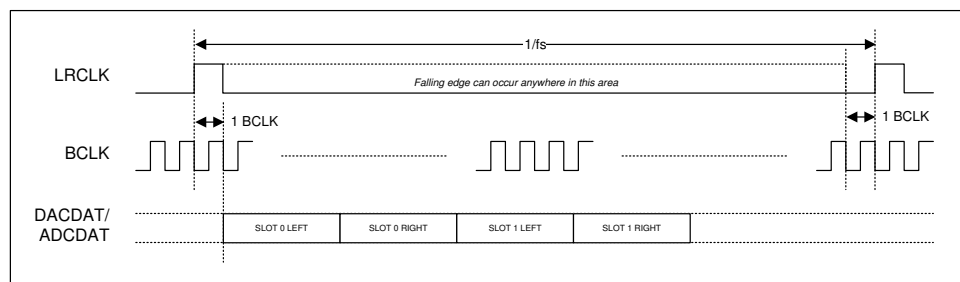 1/fs
LRCLK
Falling edge can occur anywhere in this area
1 BCLK
1 BCLK
BCLK
DACDAT/
ADCDAT
SLOT 0 LEFT
SLOT 0 RIGHT
SLOT 1 LEFT
SLOT 1 RIGHT